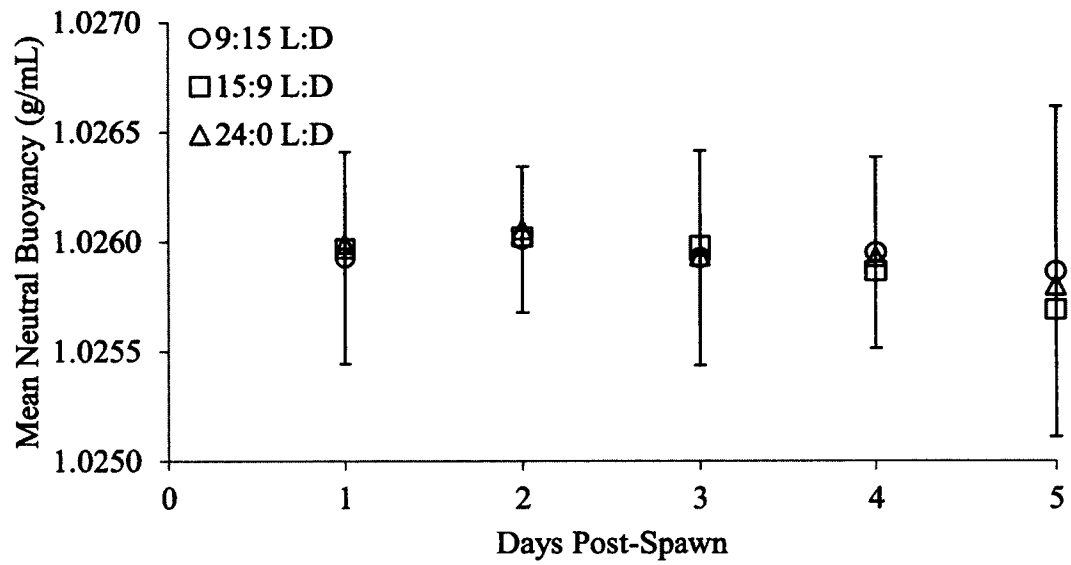 1.0270
9:15 L:D
15:9 L:D
24:0 L:D
1.0265
1.0260
1.0255
1.0250
Mean Neutral Buoyancy (g/mL)
0 1 2 3 4 5
Days Post-Spawn